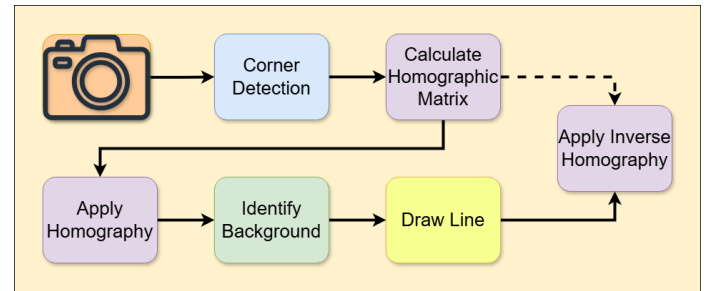 Corner
Detection
Calculate
Homographic
Matrix
Apply Inverse
Homography
Apply
Homography
Identify
Background
Draw Line